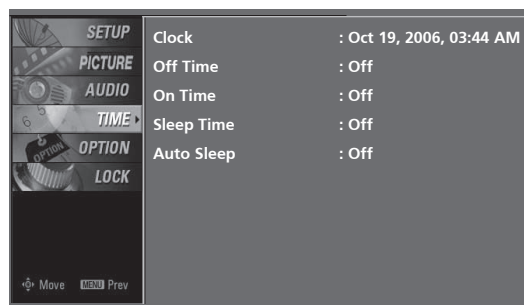 SETUP
PICTURE
AUDIO
TIME
OPTION
LOCK
OPTION
Move MENU Prev
Clock : Oct 19, 2006, 03:44 AM
Off Time : Off
On Time : Off
Sleep Time : Off
Auto Sleep : Off